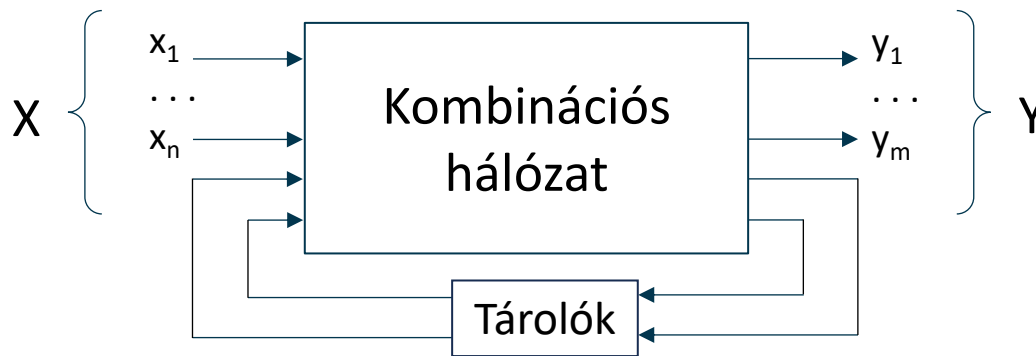 X
x₁
. . .
xₙ
Kombinációs
hálózat
y₁
. . .
yₘ
Y
Tárolók